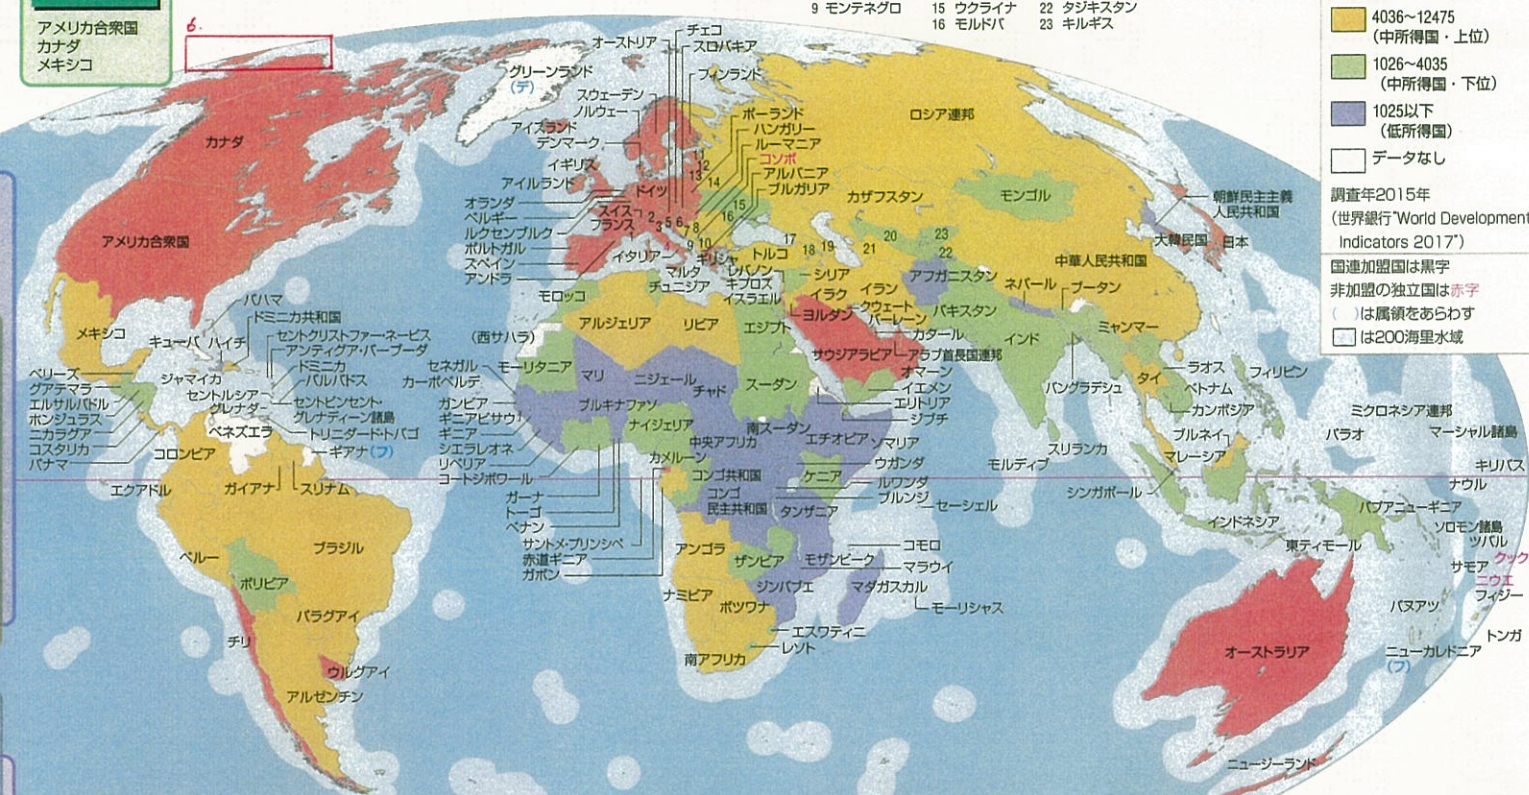 アメリカ合衆国
カナダ
メキシコ
6.
9 モンテネグロ
15 ウクライナ
16 モルドバ
22 タジキスタン
23 キルギス
4036～12475
(中所得国・上位)
1026～4035
(中所得国・下位)
1025以下
(低所得国)
データなし
調査年2015年
(世界銀行"World Development
Indicators 2017")
国連加盟国は黒字
非加盟の独立国は赤字
( )は属領をあらわす
は200海里水域
カナダ
アメリカ合衆国
メキシコ
グリーンランド
(デ)
バハマ
ドミニカ共和国
キューバ
ハイチ
セントクリストファー・ネービス
アンティグア・バーブーダ
ドミニカ
バルバドス
ジャマイカ
セントルシア
グレナダ
セントビンセント・
グレナディーン諸島
トリニダード・トバゴ
ベリーズ
グアテマラ
エルサルバドル
ホンジュラス
ニカラグア
コスタリカ
パナマ
ベネズエラ
コロンビア
ギアナ(フ)
エクアドル
ガイアナ
スリナム
ペルー
ブラジル
ボリビア
パラグアイ
チリ
ウルグアイ
アルゼンチン
オーストリア
チェコ
スロバキア
フィンランド
スウェーデン
ノルウェー
アイスランド
デンマーク
イギリス
アイルランド
オランダ
ベルギー
ルクセンブルク
ポルトガル
スペイン
アンドラ
ドイツ
スイス
フランス
イタリア
マルタ
ギリシャ
ポーランド
ハンガリー
ルーマニア
コソボ
アルバニア
ブルガリア
1
2
3
4
5
6
7
8
9
10
11
12
13
14
15
16
17
18
19
20
21
22
23
ロシア連邦
カザフスタン
モンゴル
朝鮮民主主義
人民共和国
大韓民国
日本
中華人民共和国
トルコ
レバノン
キプロス
イスラエル
シリア
イラク
イラン
クウェート
バーレーン
カタール
アラブ首長国連邦
オマーン
イエメン
ヨルダン
サウジアラビア
アフガニスタン
パキスタン
ネパール
ブータン
インド
バングラデシュ
ミャンマー
タイ
ラオス
ベトナム
カンボジア
フィリピン
スリランカ
モルディブ
ブルネイ
マレーシア
シンガポール
インドネシア
東ティモール
パプアニューギニア
ミクロネシア連邦
パラオ
マーシャル諸島
キリバス
ナウル
ソロモン諸島
ツバル
サモア
クック
ニウエ
フィジー
バヌアツ
トンガ
ニューカレドニア
(フ)
オーストラリア
ニュージーランド
モロッコ
チュニジア
アルジェリア
リビア
エジプト
(西サハラ)
モーリタニア
マリ
ニジェール
チャド
スーダン
エリトリア
ジブチ
セネガル
カーボベルデ
ガンビア
ギニアビサウ
ギニア
シエラレオネ
リベリア
コートジボワール
ガーナ
トーゴ
ベナン
サントメ・プリンシペ
赤道ギニア
ガボン
ブルキナファソ
ナイジェリア
カメルーン
中央アフリカ
南スーダン
エチオピア
ソマリア
ウガンダ
ルワンダ
ブルンジ
ケニア
セーシェル
コンゴ共和国
コンゴ
民主共和国
タンザニア
アンゴラ
ザンビア
モザンビーク
コモロ
マラウイ
マダガスカル
モーリシャス
ジンバブエ
ナミビア
ボツワナ
エスワティニ
レソト
南アフリカ